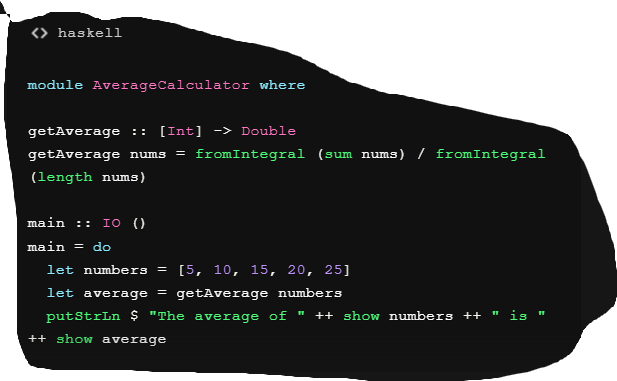 <> haskell
module AverageCalculator where
getAverage :: [Int] -> Double
getAverage nums = fromIntegral (sum nums) / fromIntegral
(length nums)
main :: IO ()
main = do
  let numbers = [5, 10, 15, 20, 25]
  let average = getAverage numbers
  putStrLn $ "The average of " ++ show numbers ++ " is "
++ show average